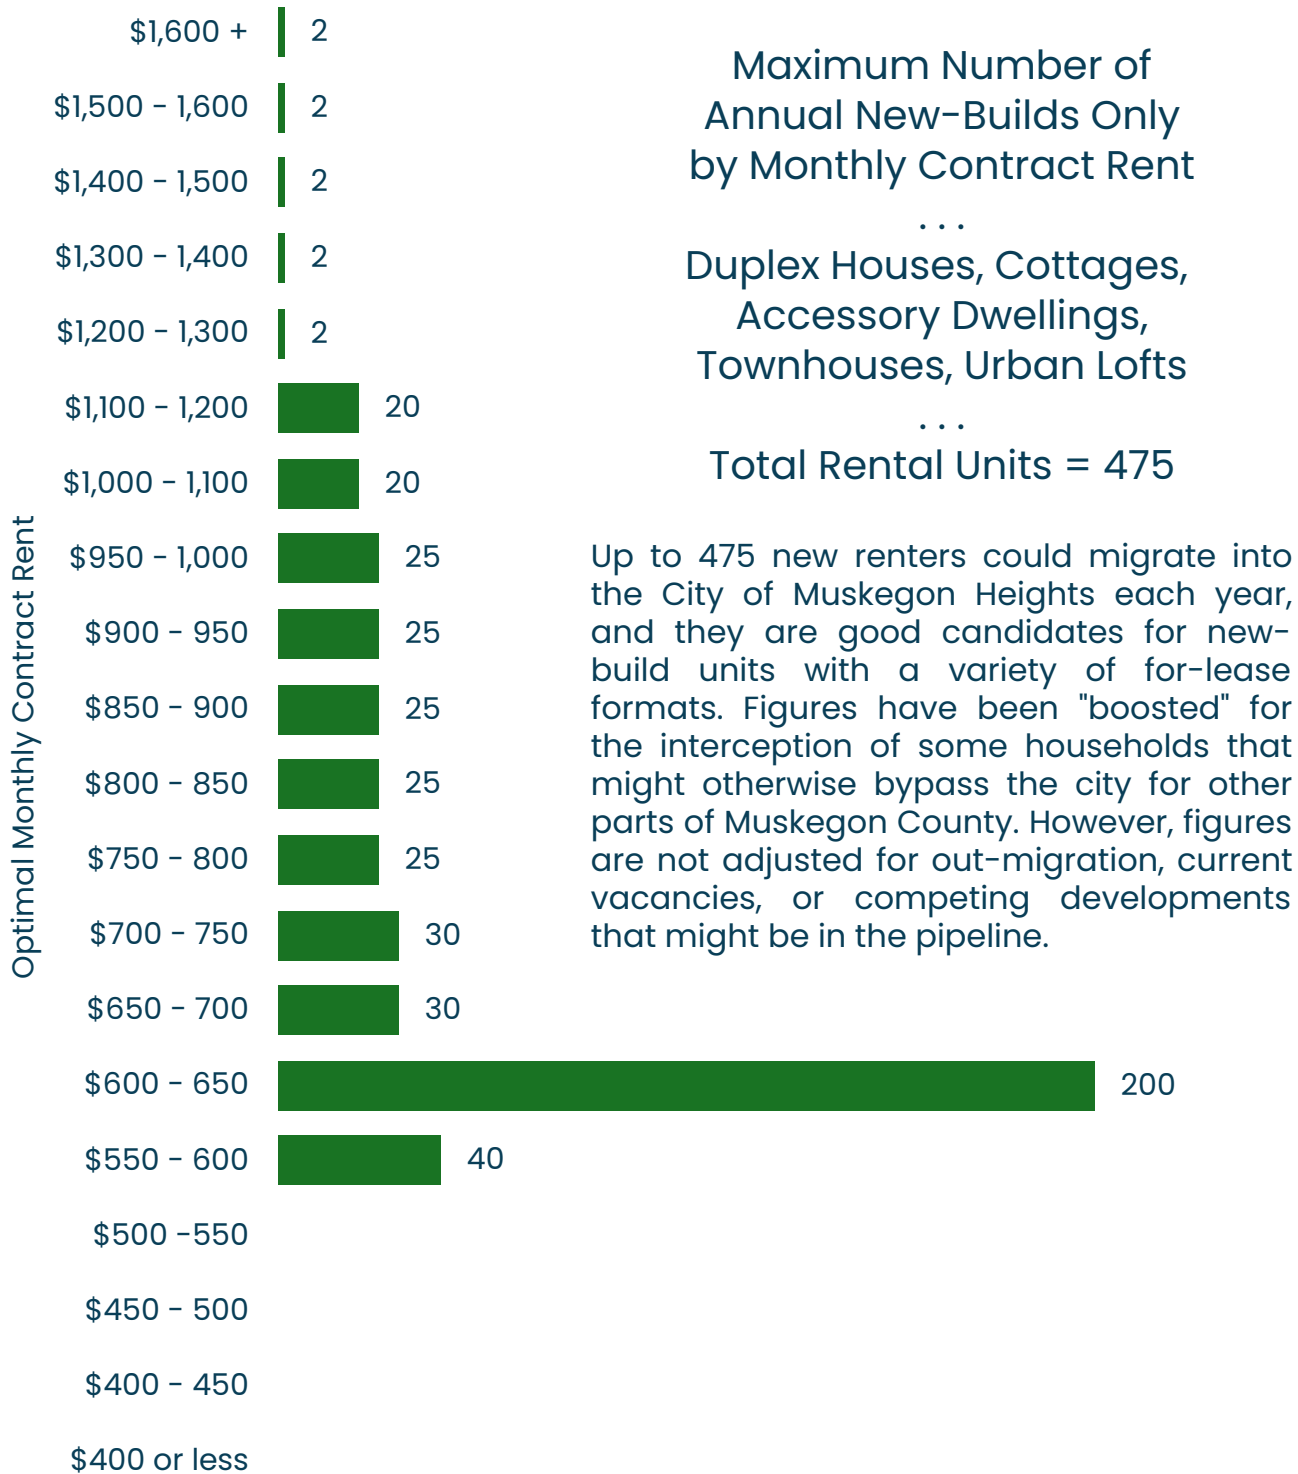 $1,600 + 2
$1,500 - 1,600 2
$1,400 - 1,500 2
$1,300 - 1,400 2
$1,200 - 1,300 2
$1,100 - 1,200 20
$1,000 - 1,100 20
$950 - 1,000 25
$900 - 950 25
$850 - 900 25
$800 - 850 25
$750 - 800 25
$700 - 750 30
$650 - 700 30
$600 - 650 200
$550 - 600 40
$500 -550
$450 - 500
$400 - 450
$400 or less
Optimal Monthly Contract Rent
Maximum Number of
Annual New-Builds Only
by Monthly Contract Rent
. . .
Duplex Houses, Cottages,
Accessory Dwellings,
Townhouses, Urban Lofts
. . .
Total Rental Units = 475
Up to 475 new renters could migrate into
the City of Muskegon Heights each year,
and they are good candidates for new-
build units with a variety of for-lease
formats. Figures have been "boosted" for
the interception of some households that
might otherwise bypass the city for other
parts of Muskegon County. However, figures
are not adjusted for out-migration, current
vacancies, or competing developments
that might be in the pipeline.